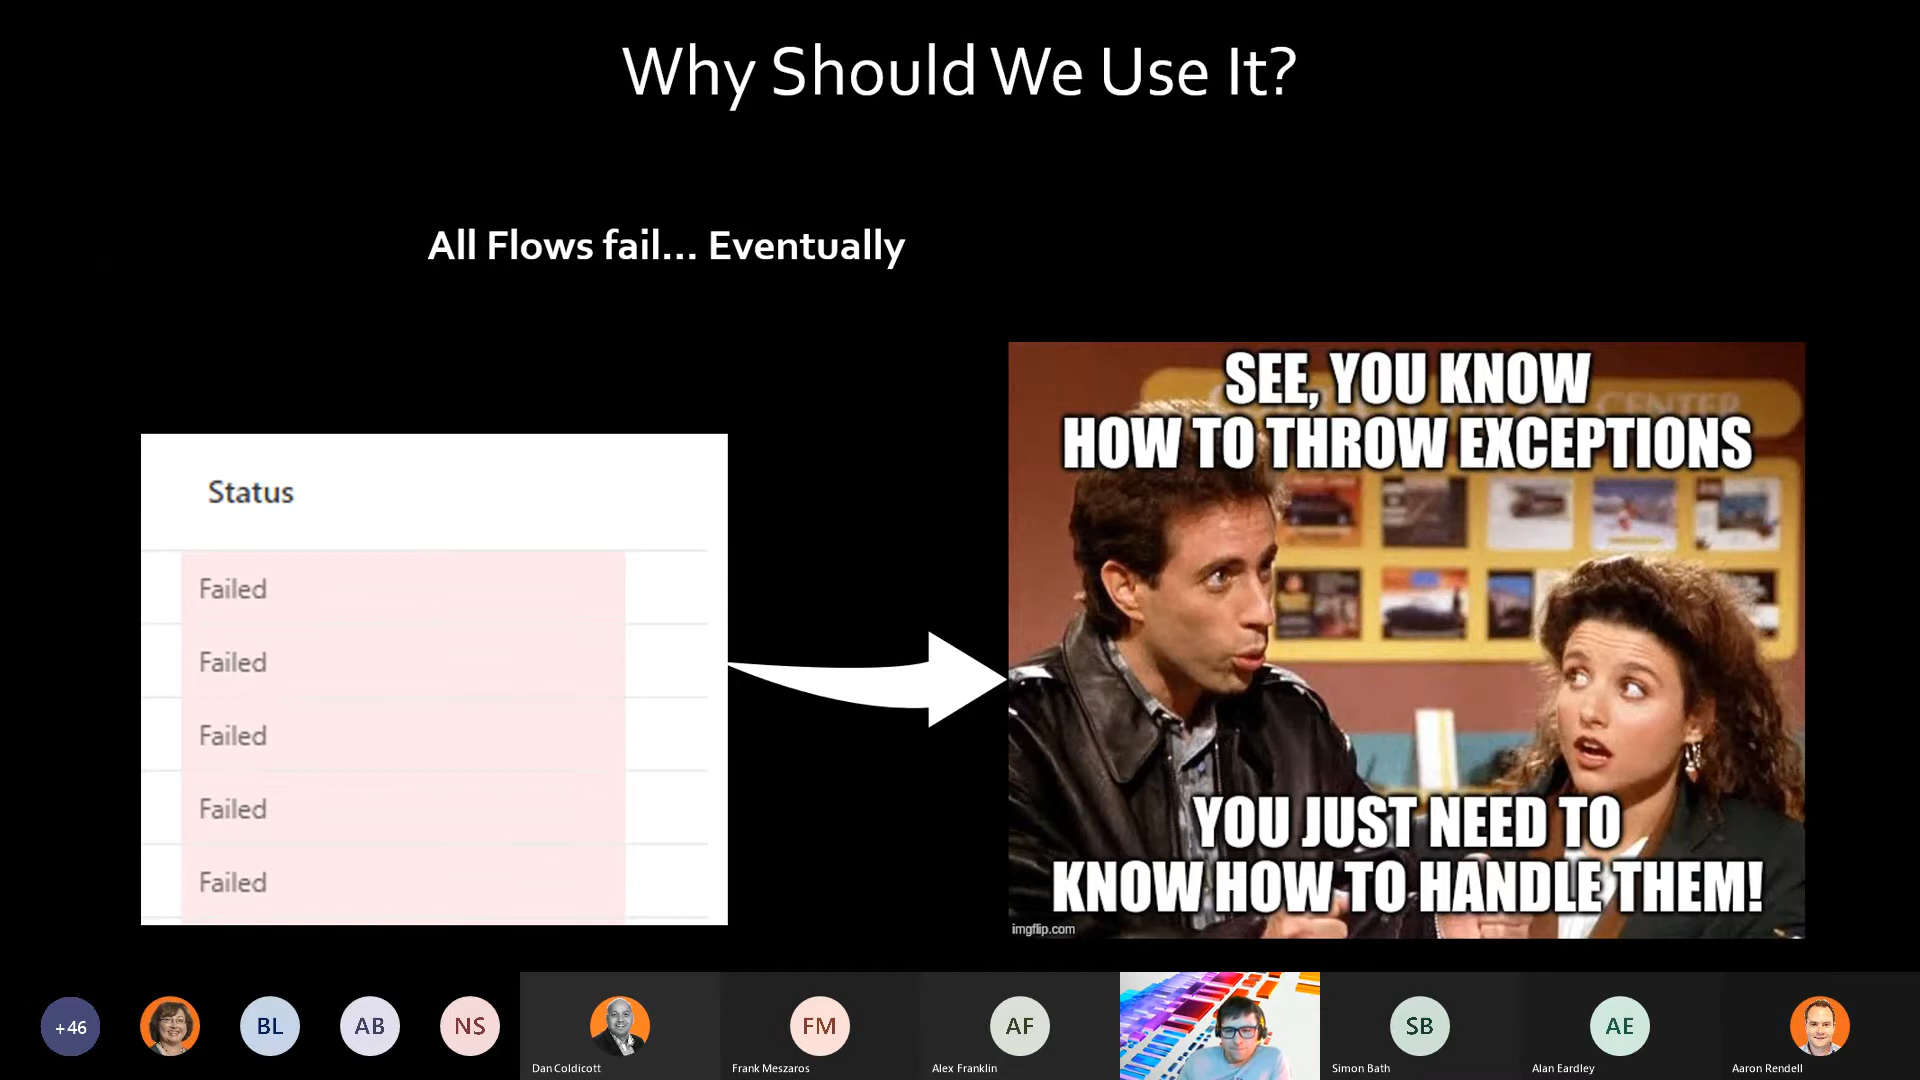 Why Should We Use It?
All Flows fail... Eventually
Status
Failed
Failed
Failed
Failed
Failed
SEE, YOU KNOW
HOW TO THROW EXCEPTIONS
CENTER
YOU JUST NEED TO
KNOW HOW TO HANDLE THEM!
imgflip.com
+46
BL
AB
NS
Dan Coldicott
FM
Frank Meszaros
AF
Alex Franklin
SB
Simon Bath
AE
Alan Eardley
Aaron Rendell